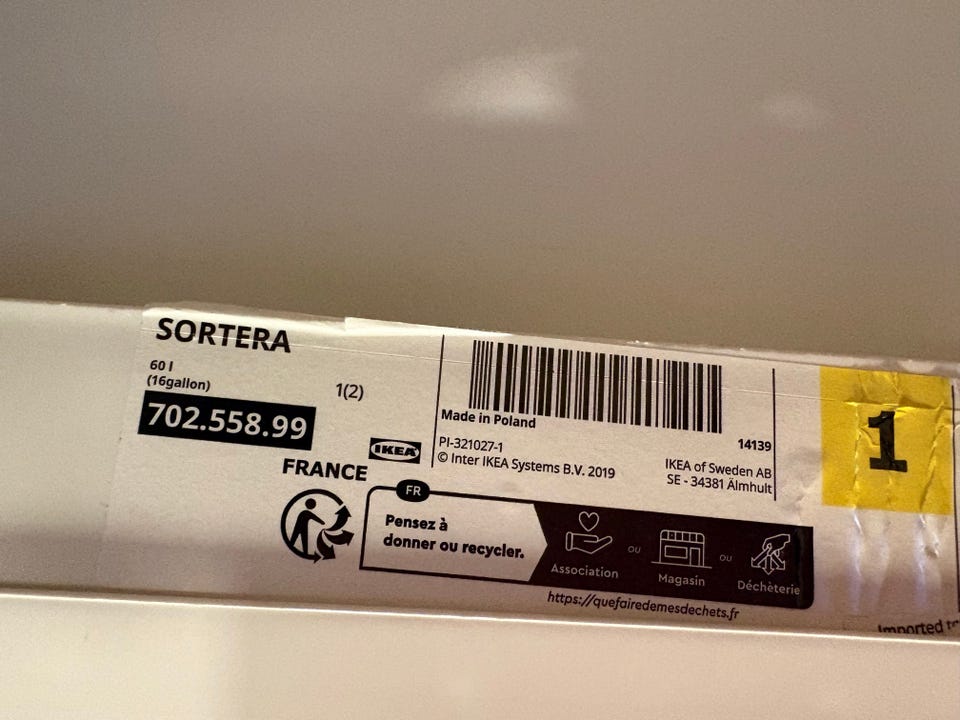 SORTERA
60 l
(16gallon)
1(2)
702.558.99
IKEA
Made in Poland
PI-321027-1
© Inter IKEA Systems B.V. 2019
14139
IKEA of Sweden AB
SE - 34381 Älmhult
1
FRANCE
FR
Pensez à
donner ou recycler.
Association
ou
Magasin
ou
Déchèterie
https://quefairedemesdechets.fr
Imported